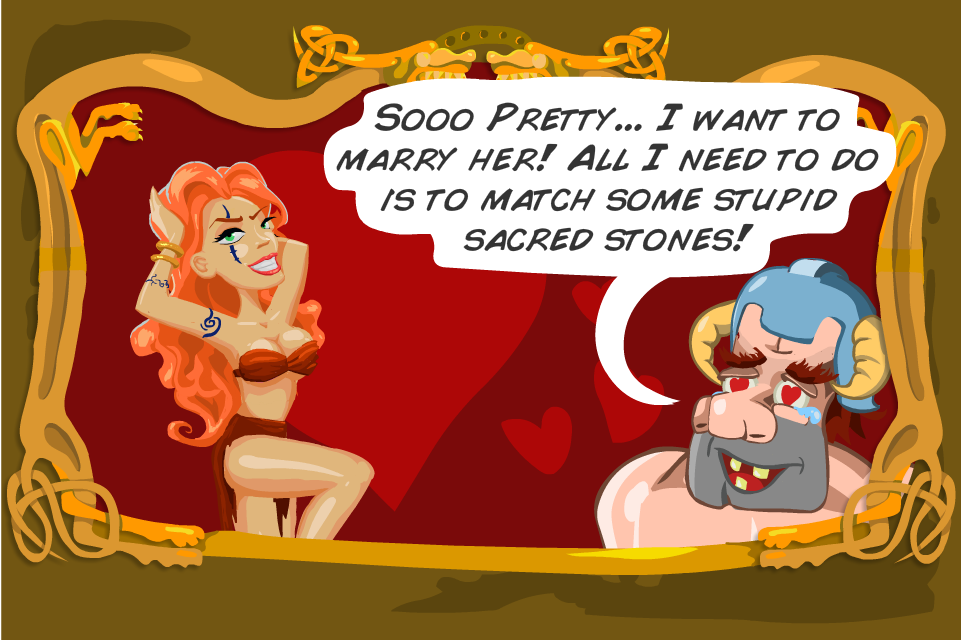 Sooo Pretty... I want to
marry her! All I need to do
is to match some stupid
sacred stones!